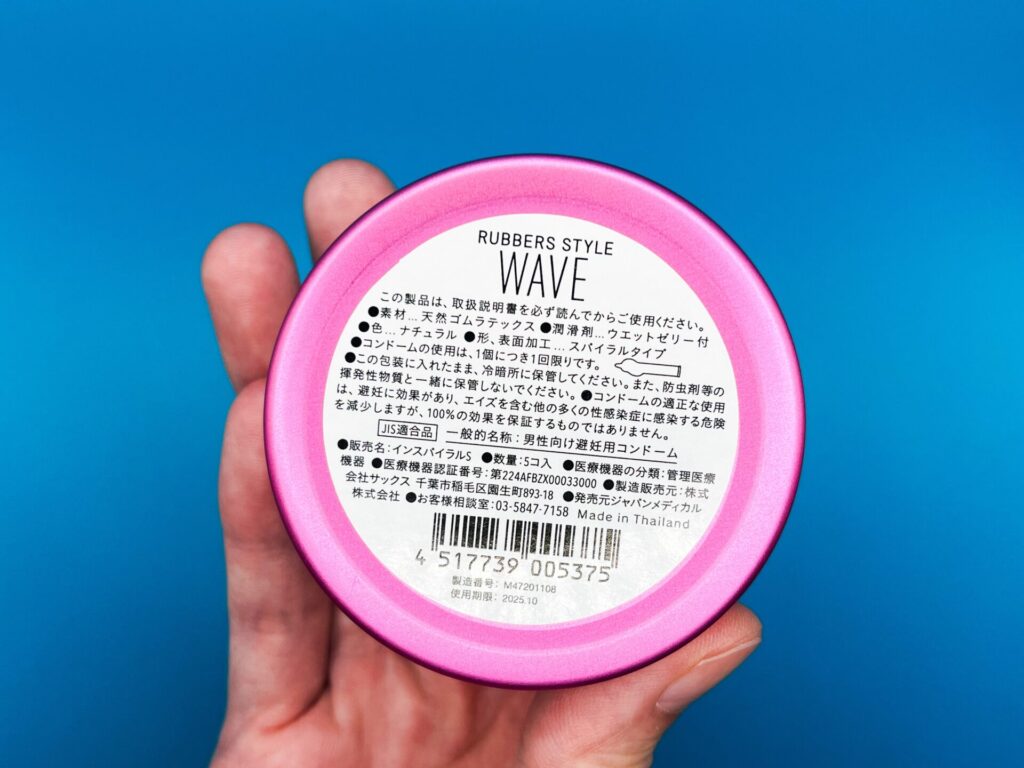 RUBBERS STYLE
WAVE
この製品は、取扱説明書を必ず読んでからご使用ください。
●素材…天然ゴムラテックス ●潤滑剤…ウエットゼリー付
●色…ナチュラル ●形、表面加工…スパイラルタイプ
●コンドームの使用は、1個につき1回限りです。
●この包装に入れたまま、冷暗所に保管してください。また、防虫剤等の
揮発性物質と一緒に保管しないでください。●コンドームの適正な使用
は、避妊に効果があり、エイズを含む他の多くの性感染症に感染する危険
を減少しますが、100%の効果を保証するものではありません。
JIS適合品 一般的名称:男性向け避妊用コンドーム
●販売名:インスパイラルS ●数量:5コ入 ●医療機器の分類:管理医療
機器 ●医療機器認証番号:第224AFBZX00033000 ●製造販売元:株式
会社サックス 千葉市稲毛区園生町893-18 ●発売元ジャパンメディカル
株式会社 ●お客様相談室:03-5847-7158 Made in Thailand
4 517739 005375
製造番号: M47201108
使用期限: 2025.10